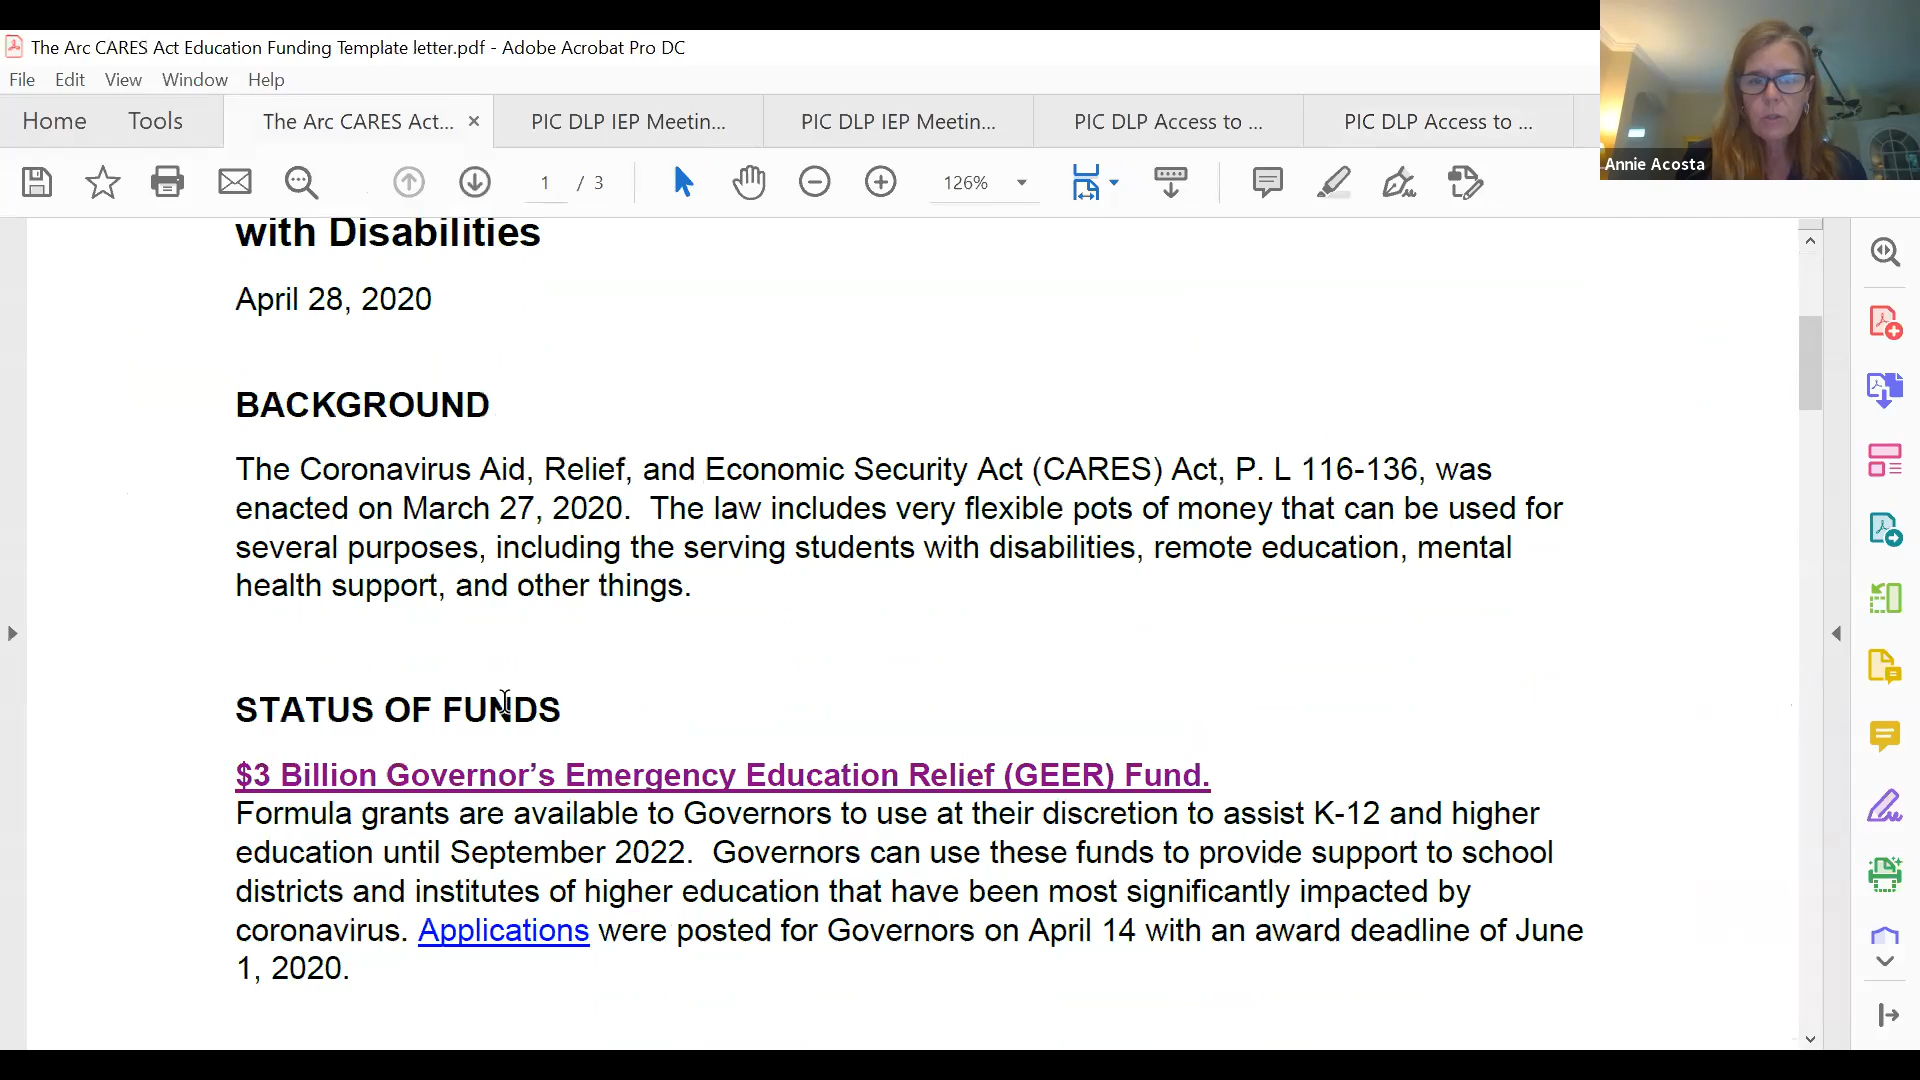 The Arc CARES Act Education Funding Template letter.pdf - Adobe Acrobat Pro DC
File Edit View Window Help
Home Tools The Arc CARES Act... × PIC DLP IEP Meetin... PIC DLP IEP Meetin... PIC DLP Access to ... PIC DLP Access to ...
Annie Acosta
1 / 3 126%
with Disabilities
April 28, 2020
BACKGROUND
The Coronavirus Aid, Relief, and Economic Security Act (CARES) Act, P. L 116-136, was
enacted on March 27, 2020. The law includes very flexible pots of money that can be used for
several purposes, including the serving students with disabilities, remote education, mental
health support, and other things.
STATUS OF FUNDS
$3 Billion Governor’s Emergency Education Relief (GEER) Fund.
Formula grants are available to Governors to use at their discretion to assist K-12 and higher
education until September 2022. Governors can use these funds to provide support to school
districts and institutes of higher education that have been most significantly impacted by
coronavirus. Applications were posted for Governors on April 14 with an award deadline of June
1, 2020.